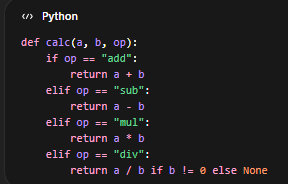 </> Python
def calc(a, b, op):
    if op == "add":
        return a + b
    elif op == "sub":
        return a - b
    elif op == "mul":
        return a * b
    elif op == "div":
        return a / b if b != 0 else None